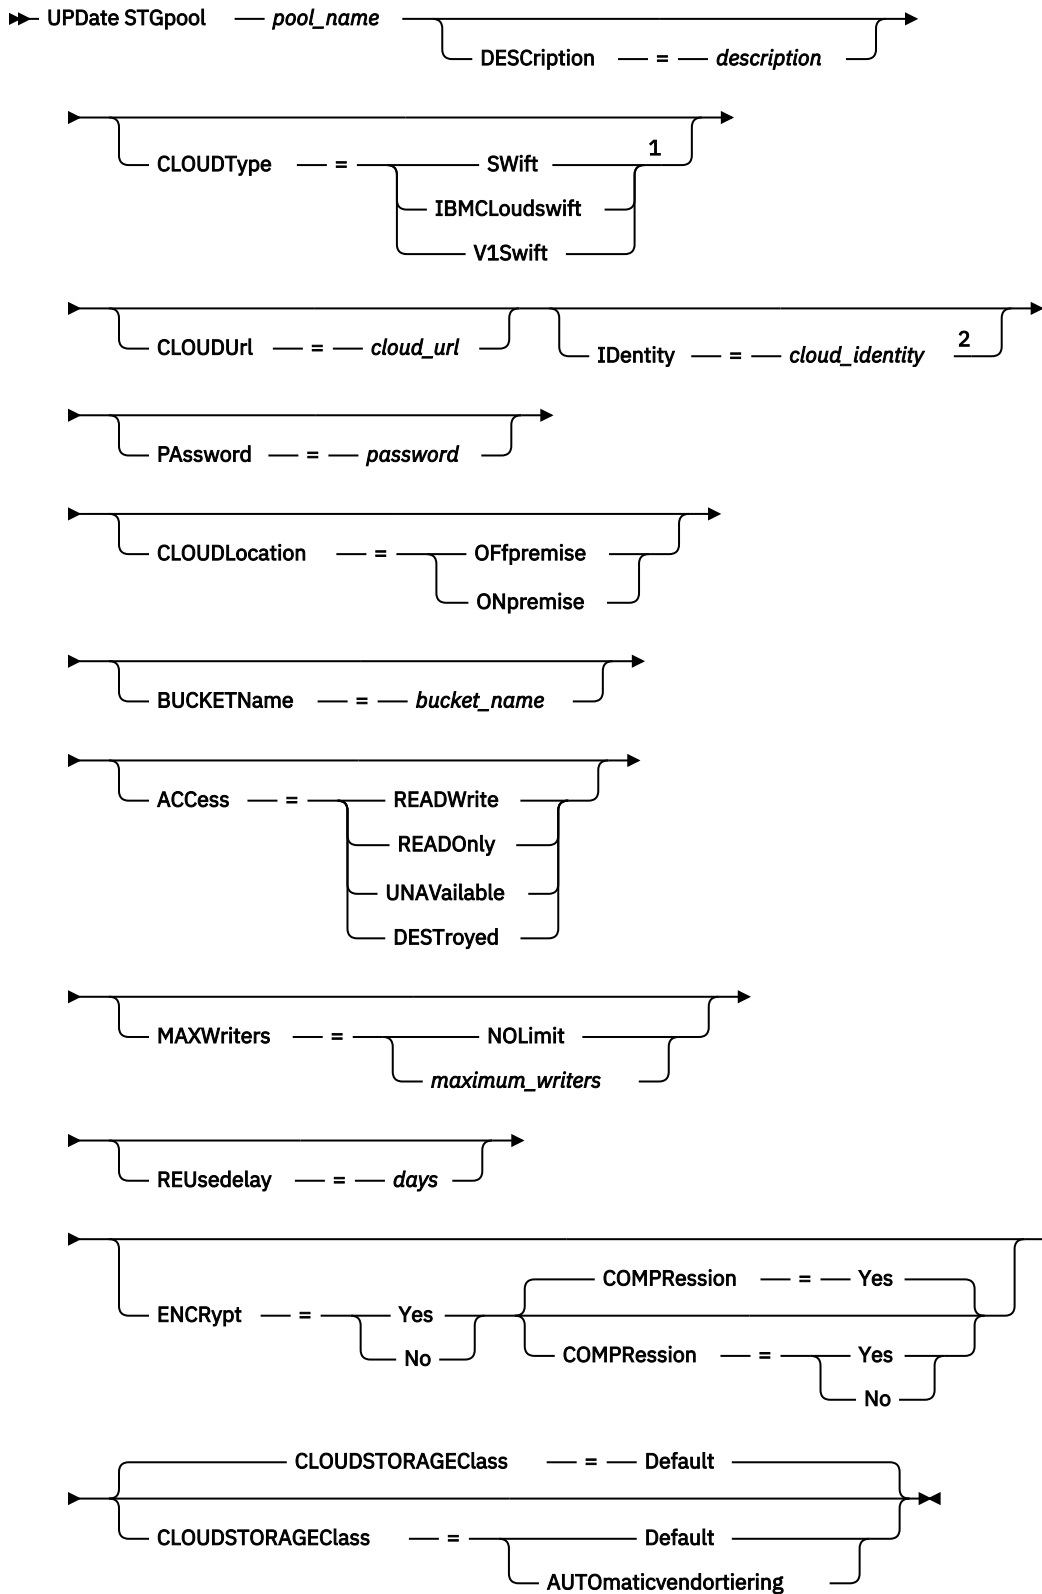 UPDate STGpool pool_name
DESCription = description
CLOUDType = SWift 1
IBMCLoudswift
V1Swift
CLOUDUrl = cloud_url IDentity = cloud_identity 2
PAssword = password
CLOUDLocation = OFfpremise
ONpremise
BUCKETName = bucket_name
ACCess = READWrite
READOnly
UNAVailable
DESTroyed
MAXWriters = NOLimit
maximum_writers
REUsedelay = days
COMPRession = Yes
ENCRypt = Yes
No COMPRession = Yes
No
CLOUDSTORAGEClass = Default
CLOUDSTORAGEClass = Default
AUTOmaticvendortiering